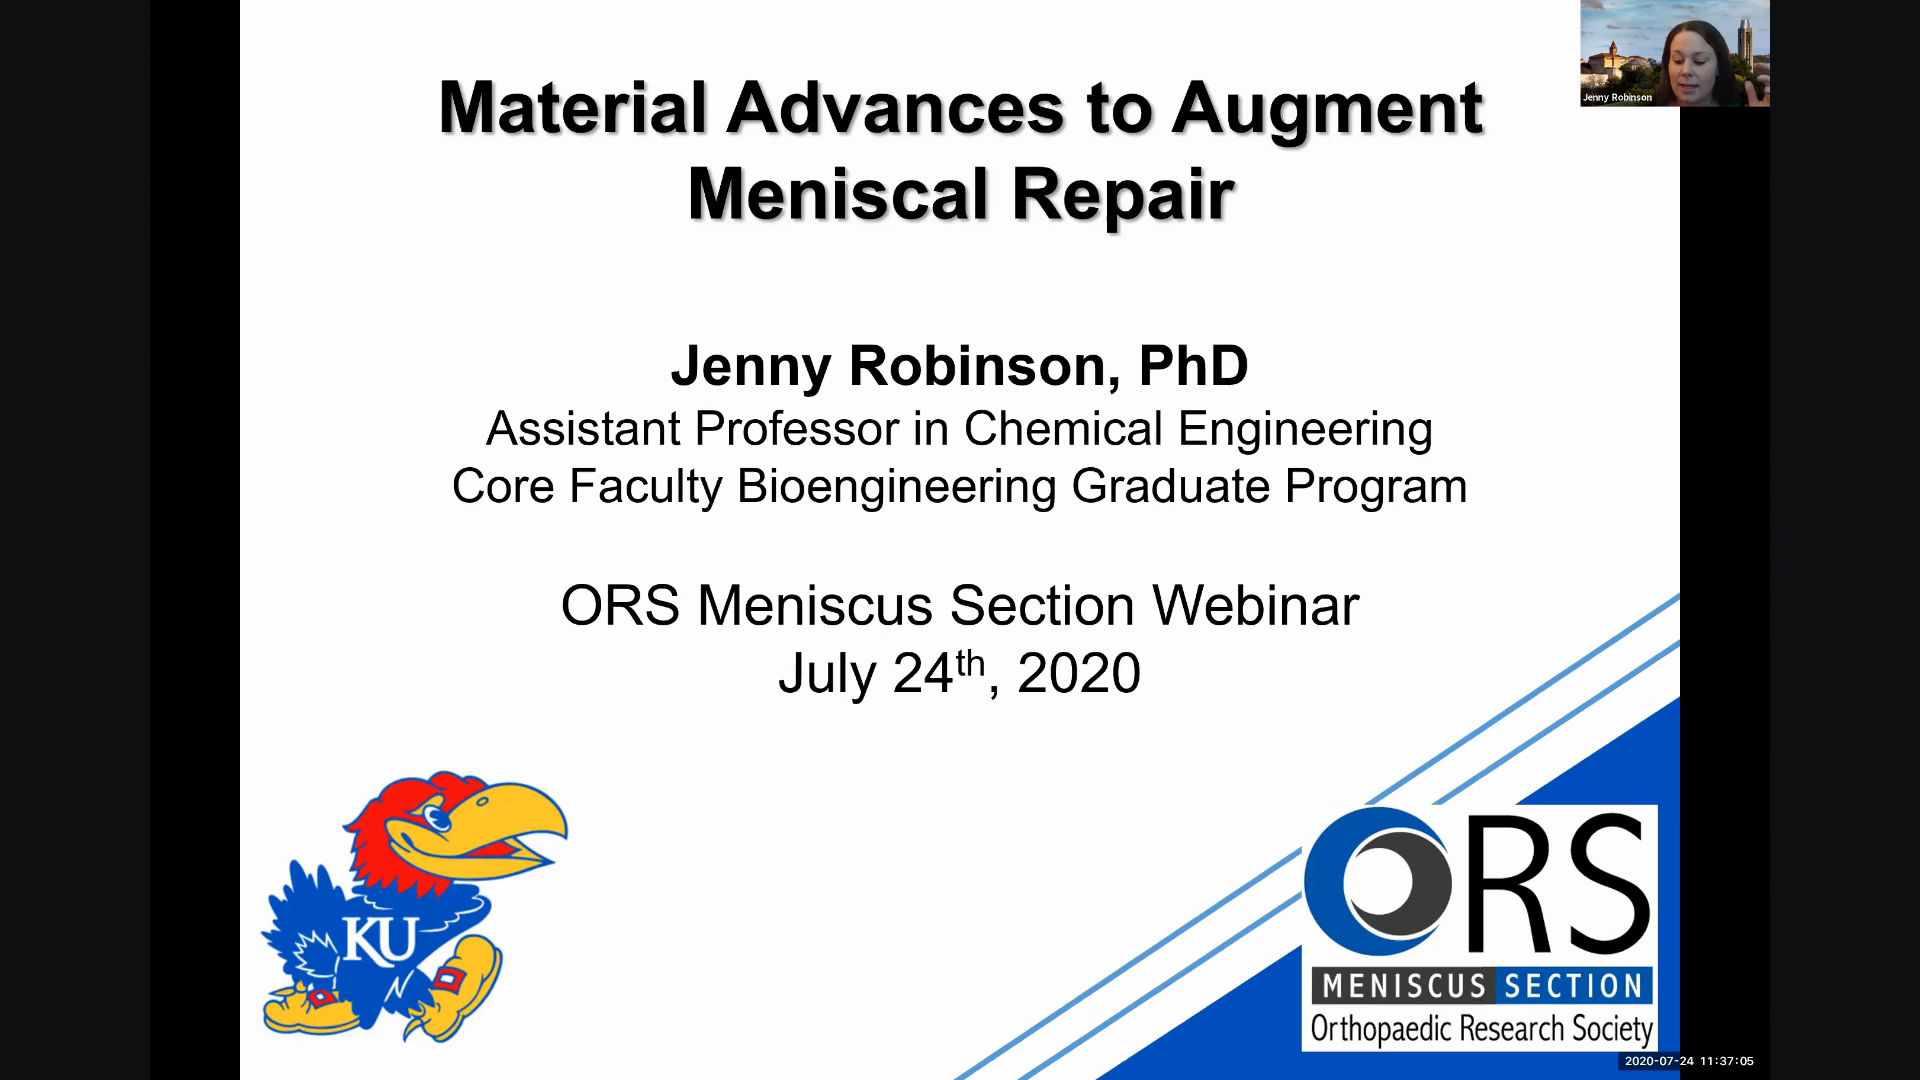 Material Advances to Augment
Meniscal Repair
Jenny Robinson
Jenny Robinson, PhD
Assistant Professor in Chemical Engineering
Core Faculty Bioengineering Graduate Program
ORS Meniscus Section Webinar
July 24th, 2020
KU
ORS
MENISCUS SECTION
Orthopaedic Research Society
2020-07-24 11:37:05